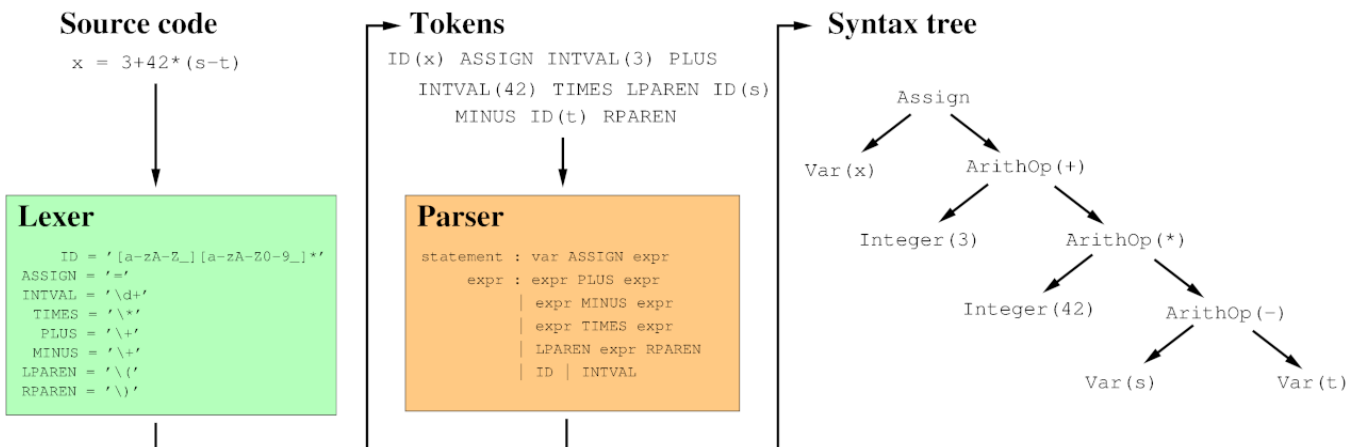 Source code
x = 3+42*(s-t)
Lexer
ID = '[a-zA-Z_][a-zA-Z0-9_]*'
ASSIGN = '='
INTVAL = '\d+'
TIMES = '\*'
PLUS = '\+'
MINUS = '\+'
LPAREN = '\('
RPAREN = '\)'
Tokens
ID(x) ASSIGN INTVAL(3) PLUS
INTVAL(42) TIMES LPAREN ID(s)
MINUS ID(t) RPAREN
Parser
statement : var ASSIGN expr
expr : expr PLUS expr
| expr MINUS expr
| expr TIMES expr
| LPAREN expr RPAREN
| ID | INTVAL
Syntax tree
Assign
Var(x) ArithOp(+)
Integer(3) ArithOp(*)
Integer(42) ArithOp(-)
Var(s) Var(t)